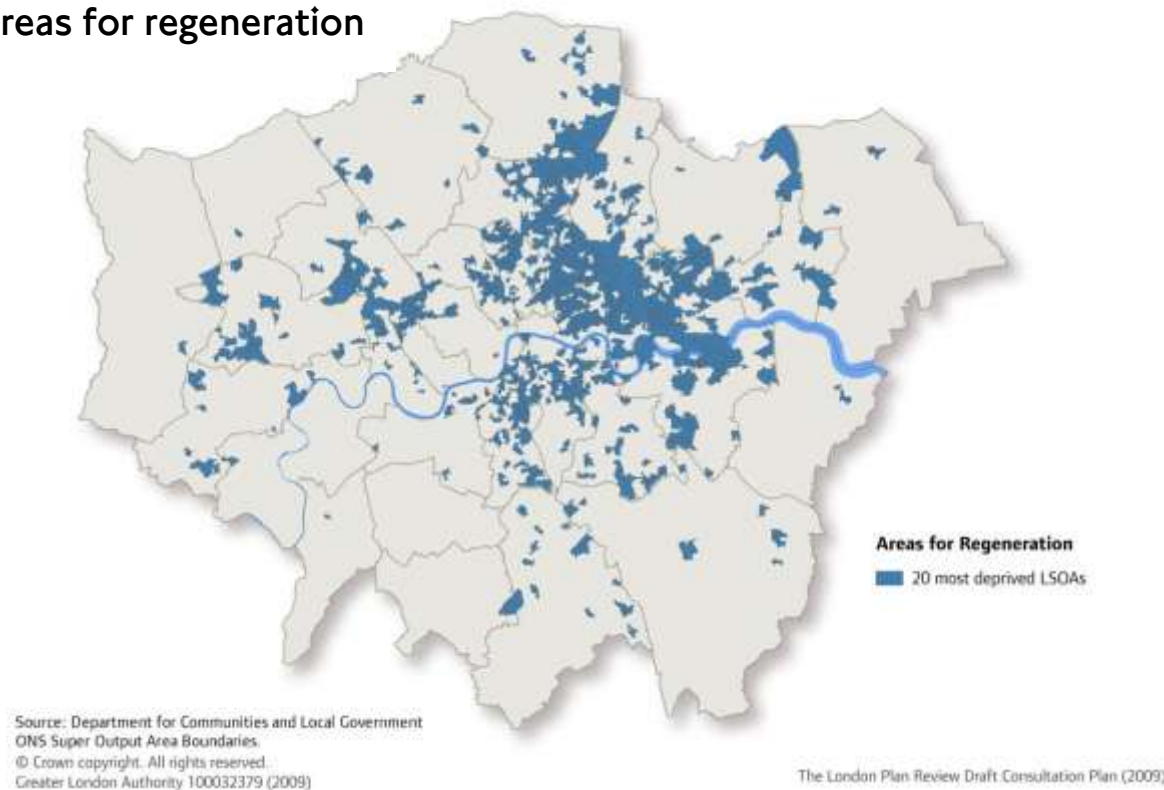 reas for regeneration
Areas for Regeneration
20 most deprived LSOAs
Source: Department for Communities and Local Government
ONS Super Output Area Boundaries.
© Crown copyright. All rights reserved.
Greater London Authority 100032379 (2009)
The London Plan Review Draft Consultation Plan (2009)